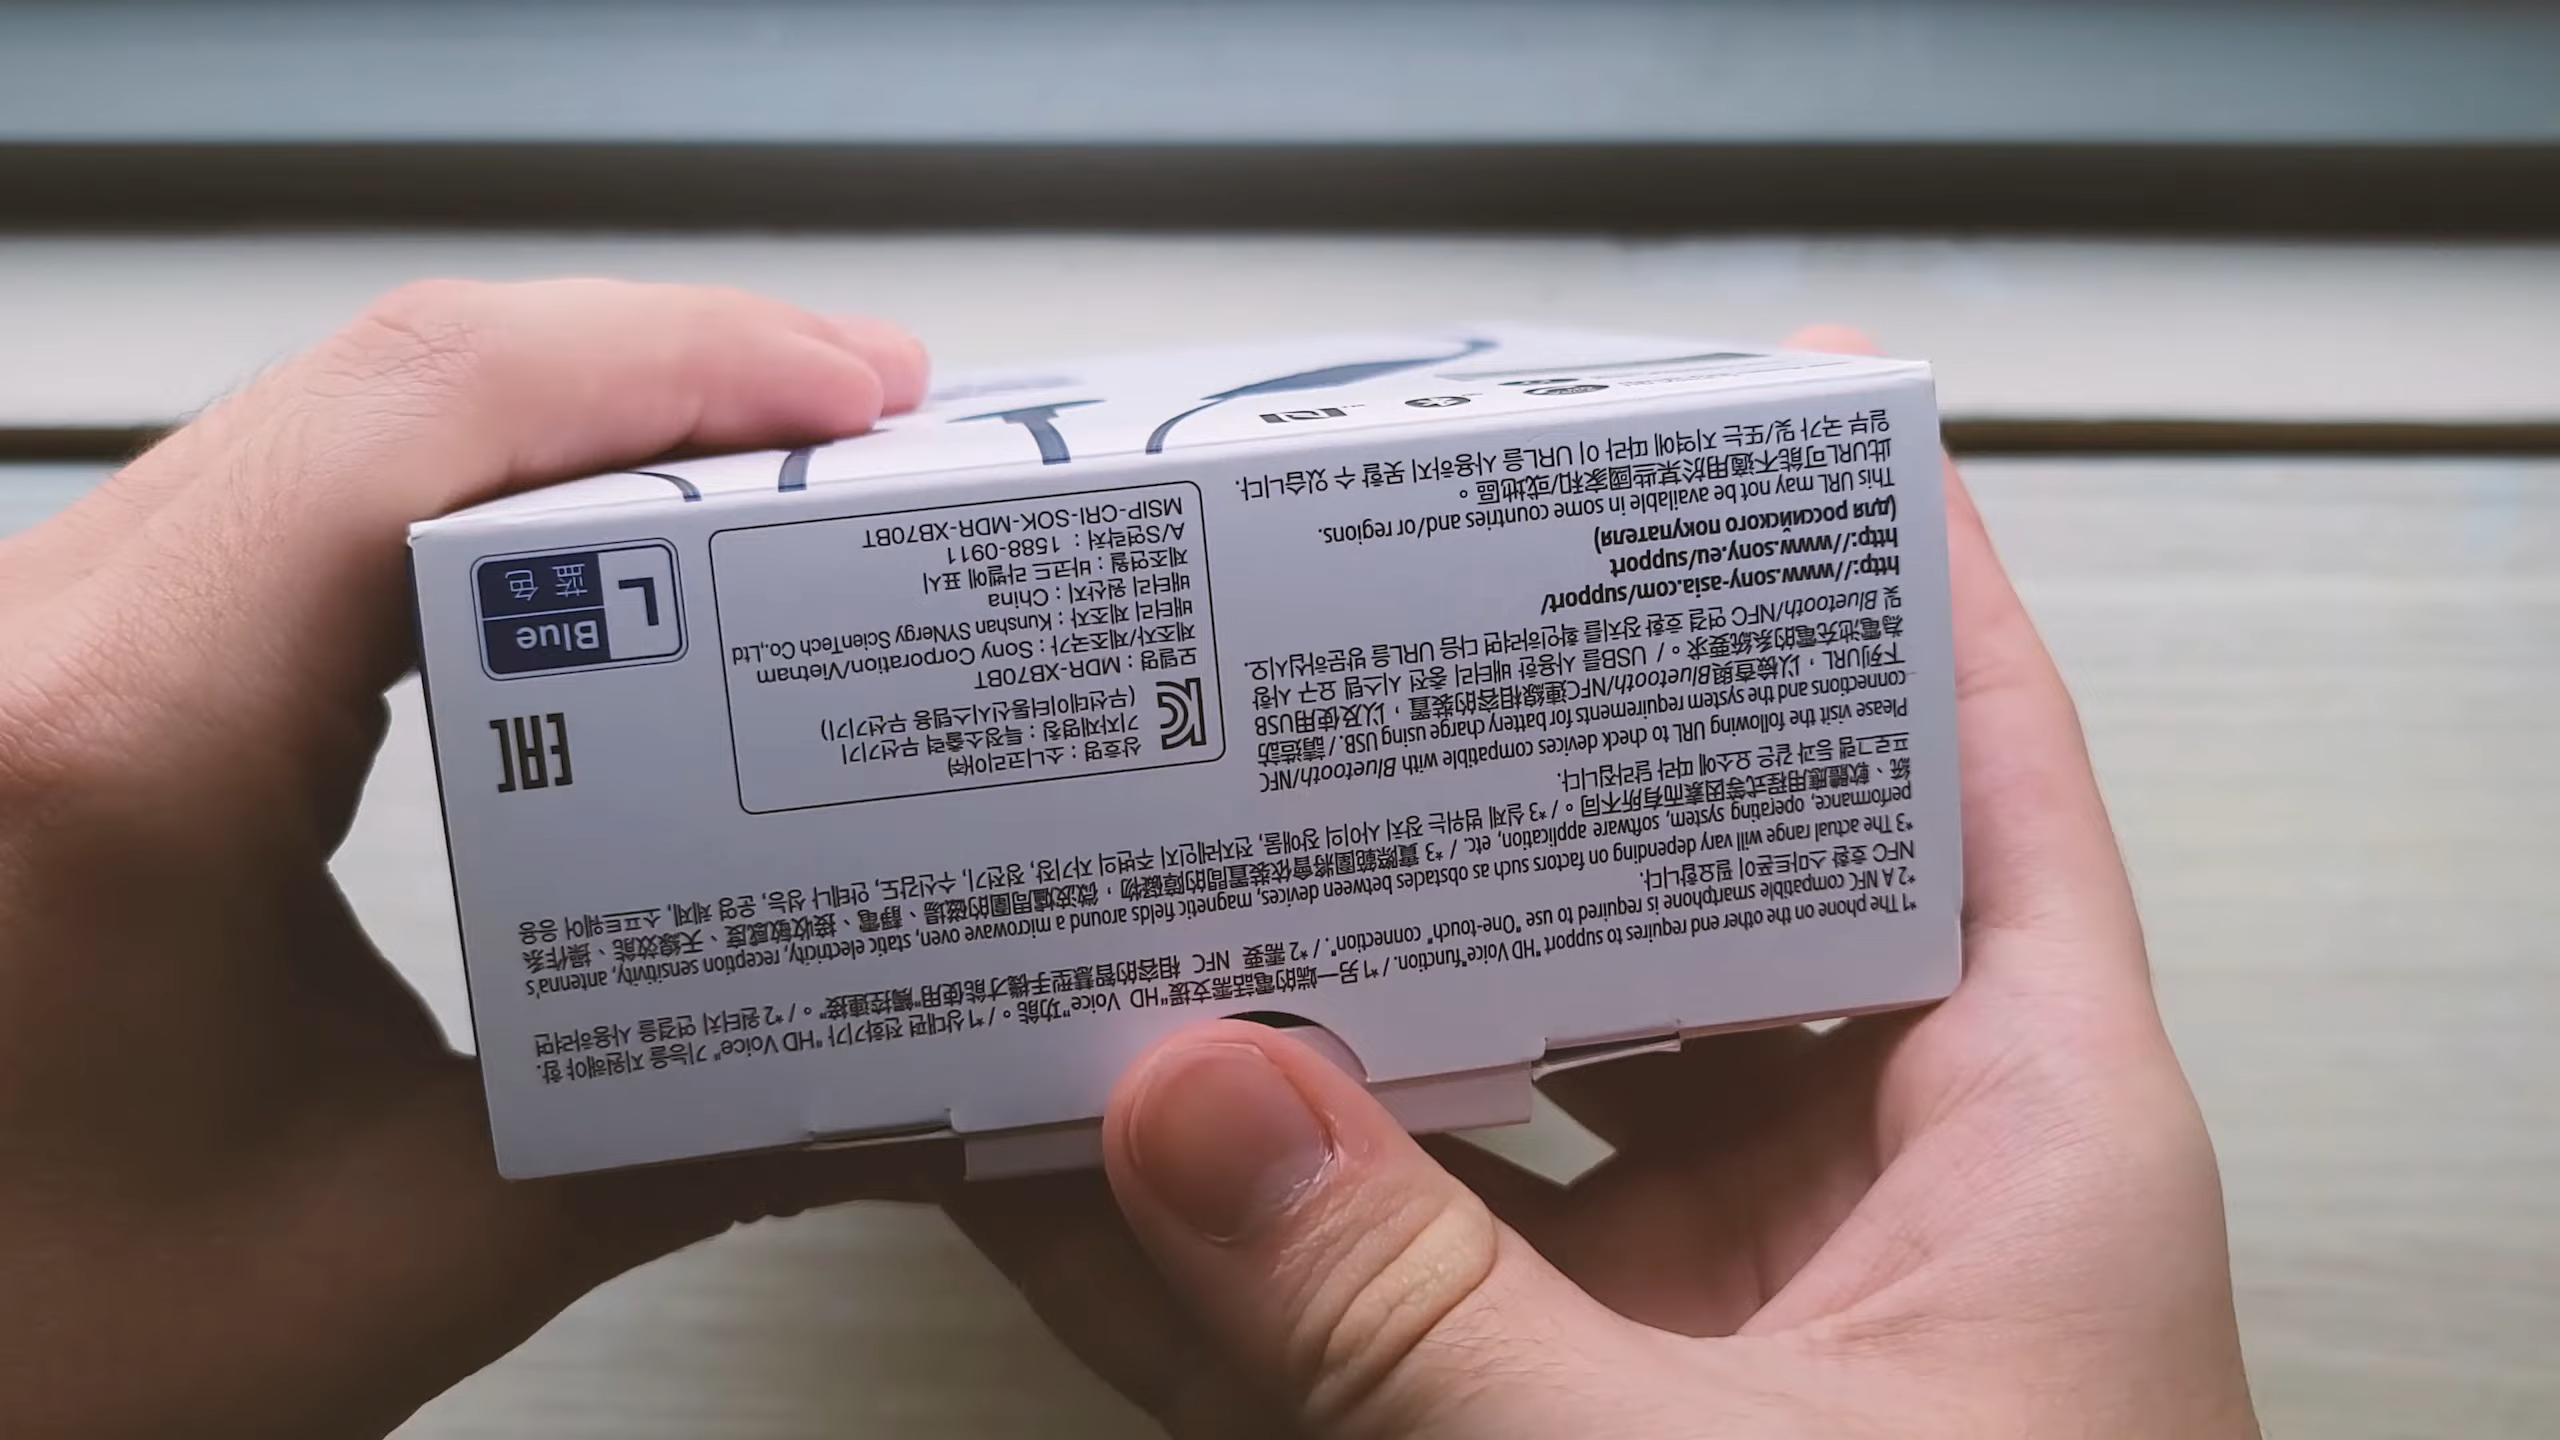 *1 The phone on the other end requires to support "HD Voice"function. / *1 另一端的電話需支援"HD Voice"功能。/ *1 상대편 전화기가 "HD Voice"기능을 지원해야 함.
*2 A NFC compatible smartphone is required to use "One-touch" connection". / *2 需要 NFC 相容的智慧型手機才能使用"觸控連接"。/ *2 원터치 연결을 사용하려면
NFC 호환 스마트폰이 필요합니다.
*3 The actual range will vary depending on factors such as obstacles between devices, magnetic fields around a microwave oven, static electricity, reception sensitivity, antenna's
performance, operating system, software application, etc. / *3 實際範圍將會依裝置間的障礙物，微波爐周圍的磁場、靜電、接收敏感度、天線效能、操作系
統、軟體應用程式等因素而有所不同。/ *3 실제 범위는 장치 사이의 장애물, 전자레인지 주변의 자기장, 정전기, 수신감도, 안테나 성능, 운영 체제, 소프트웨어 응용
프로그램 등과 같은 요소에 따라 달라집니다.
Please visit the following URL to check devices compatible with Bluetooth/NFC
connections and the system requirements for battery charge using USB. / 請造訪
下列URL，以檢查與Bluetooth/NFC連線相容的裝置，以及使用USB
為電池充電的系統要求。/ USB를 사용한 배터리 충전 시스템 요구 사항
및 Bluetooth/NFC 연결 호환 장치를 확인하려면 다음 URL을 방문하십시오.
http://www.sony-asia.com/support/
http://www.sony.eu/support
(для российского покупателя)
This URL may not be available in some countries and/or regions.
此URL可能不適用於某些國家和/或地區。
일부 국가 및/또는 지역에 따라 이 URL을 사용하지 못할 수 있습니다.
상호명 : 소니코리아㈜
기자재명칭 : 특정소출력 무선기기
(무선데이터통신시스템용 무선기기)
모델명 : MDR-XB70BT
제조자/제조국가 : Sony Corporation/Vietnam
배터리 제조자 : Kunshan SYNergy ScienTech Co.,Ltd
배터리 원산지 : China
제조연월 : 바코드 라벨에 표시
A/S연락처 : 1588-0911
MSIP-CRI-SOK-MDR-XB70BT
EAC
L
Blue
蓝色